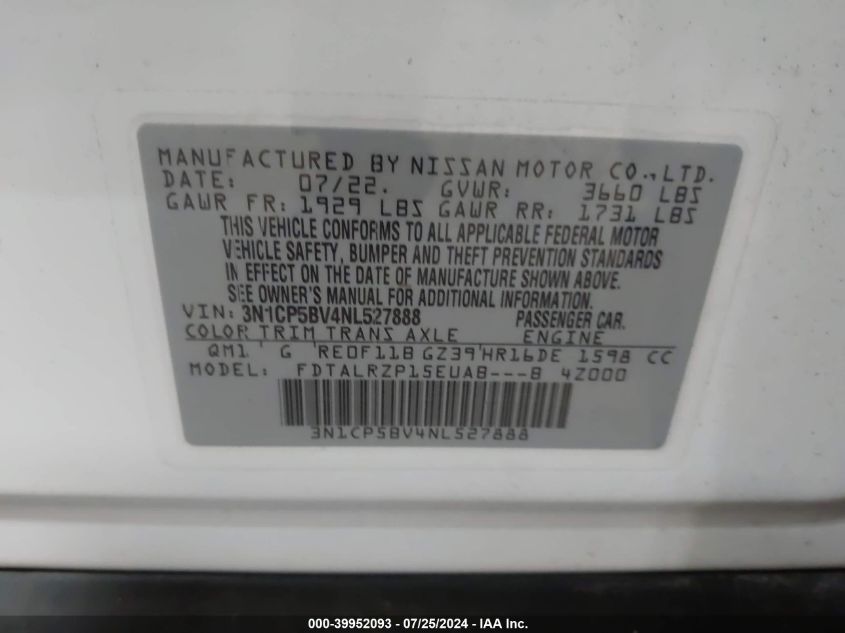 MANUFACTURED BY NISSAN MOTOR CO., LTD.
DATE: 07/22. GVWR: 3660 LBS
GAWR FR: 1929 LBS GAWR RR: 1731 LBS
THIS VEHICLE CONFORMS TO ALL APPLICABLE FEDERAL MOTOR
VEHICLE SAFETY, BUMPER AND THEFT PREVENTION STANDARDS
IN EFFECT ON THE DATE OF MANUFACTURE SHOWN ABOVE.
SEE OWNER'S MANUAL FOR ADDITIONAL INFORMATION.
VIN: 3N1CP5BV4NL527888 PASSENGER CAR.
COLOR TRIM TRANS AXLE ENGINE
QM1 ' G 'RE0F11B GZ39'HR16DE 1598 CC
MODEL: FDTALRZP15EUAB---B 4Z000
3N1CP5BV4NL527888
000-39952093 - 07/25/2024 - IAA Inc.